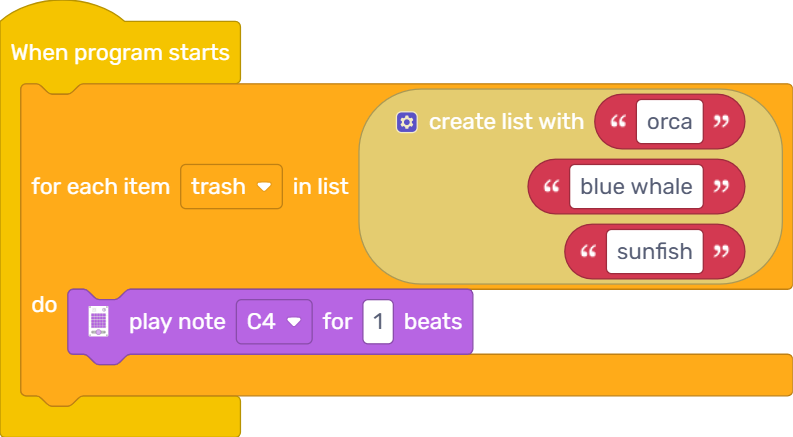 When program starts
create list with “ orca ”
for each item trash in list “ blue whale ”
“ sunfish ”
do
play note C4 for 1 beats